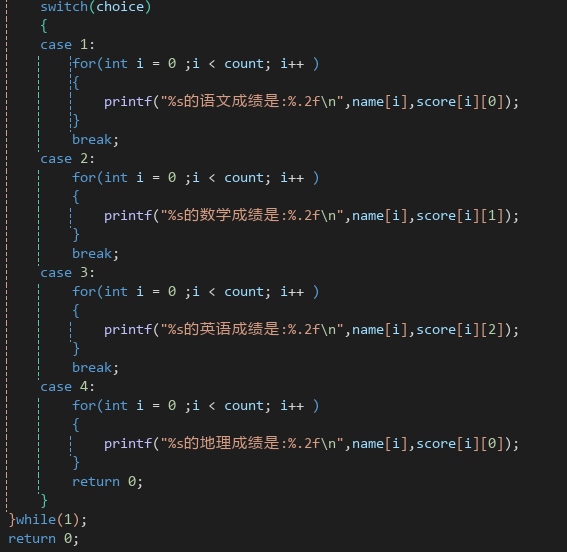 switch(choice)
{
case 1:
for(int i = 0 ;i < count; i++ )
{
printf("%s的语文成绩是:%.2f\n",name[i],score[i][0]);
}
break;
case 2:
for(int i = 0 ;i < count; i++ )
{
printf("%s的数学成绩是:%.2f\n",name[i],score[i][1]);
}
break;
case 3:
for(int i = 0 ;i < count; i++ )
{
printf("%s的英语成绩是:%.2f\n",name[i],score[i][2]);
}
break;
case 4:
for(int i = 0 ;i < count; i++ )
{
printf("%s的地理成绩是:%.2f\n",name[i],score[i][0]);
}
return 0;
}
}while(1);
return 0;